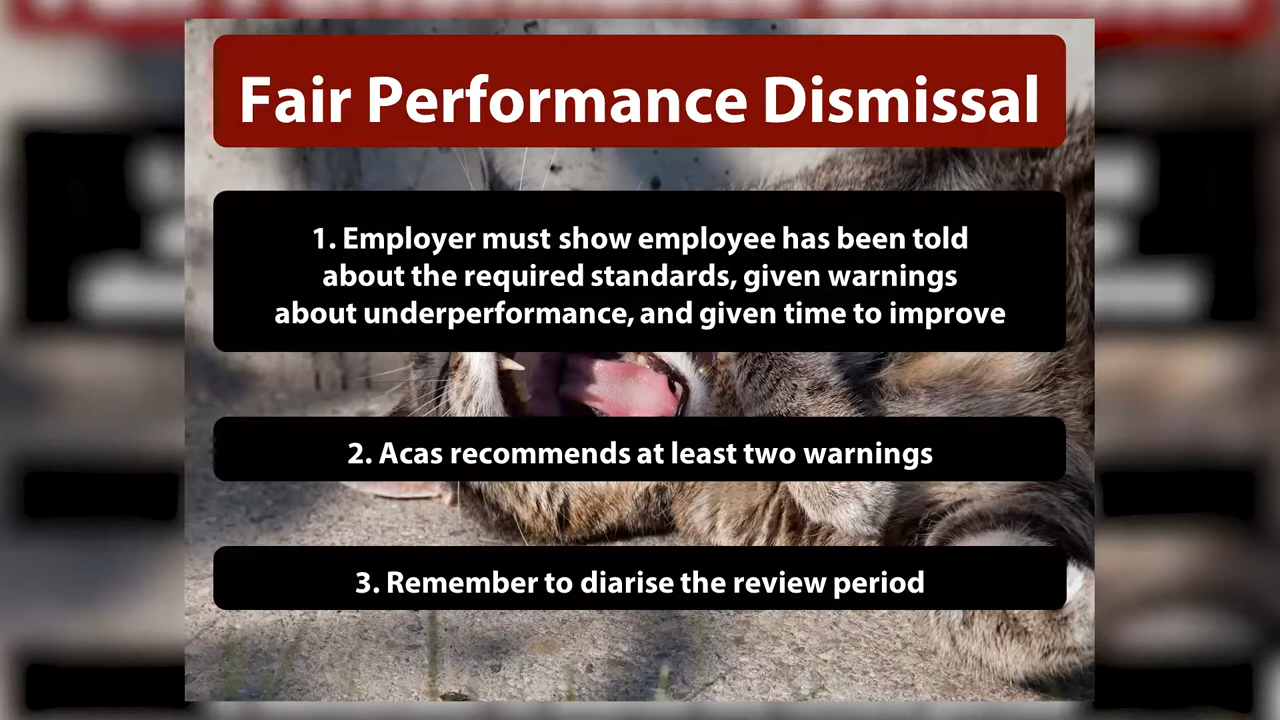 Fair Performance Dismissal
1. Employer must show employee has been told
about the required standards, given warnings
about underperformance, and given time to improve
2. Acas recommends at least two warnings
3. Remember to diarise the review period